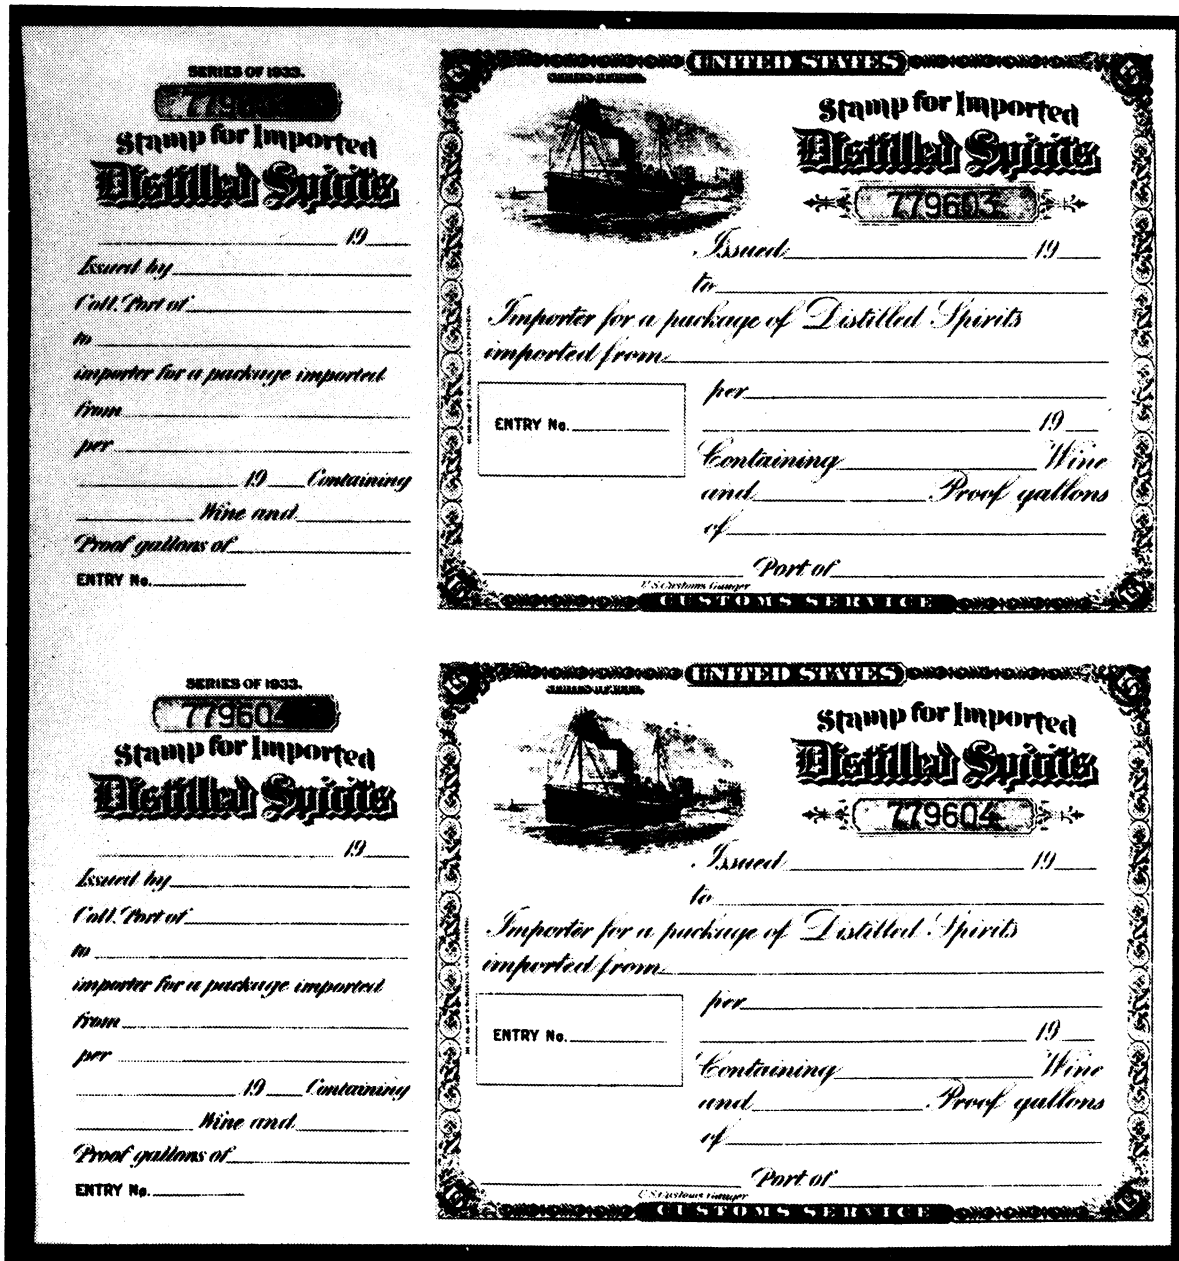 SERIES OF 1933.
779603
Stamp for Imported
Distilled Spirits
19
Issued by
Coll. Port of
to
importer for a package imported
from
per
19 Containing
Wine and
Proof gallons of
ENTRY No.
UNITED STATES
Stamp for Imported
Distilled Spirits
779603
Issued 19
to
Importer for a package of Distilled Spirits
imported from
per
ENTRY No.
19
Containing Wine
and Proof gallons
of
Port of
U.S. Customs Gauger
CUSTOMS SERVICE
SERIES OF 1933.
779604
Stamp for Imported
Distilled Spirits
19
Issued by
Coll. Port of
to
importer for a package imported
from
per
19 Containing
Wine and
Proof gallons of
ENTRY No.
UNITED STATES
Stamp for Imported
Distilled Spirits
779604
Issued 19
to
Importer for a package of Distilled Spirits
imported from
per
ENTRY No.
19
Containing Wine
and Proof gallons
of
Port of
U.S. Customs Gauger
CUSTOMS SERVICE